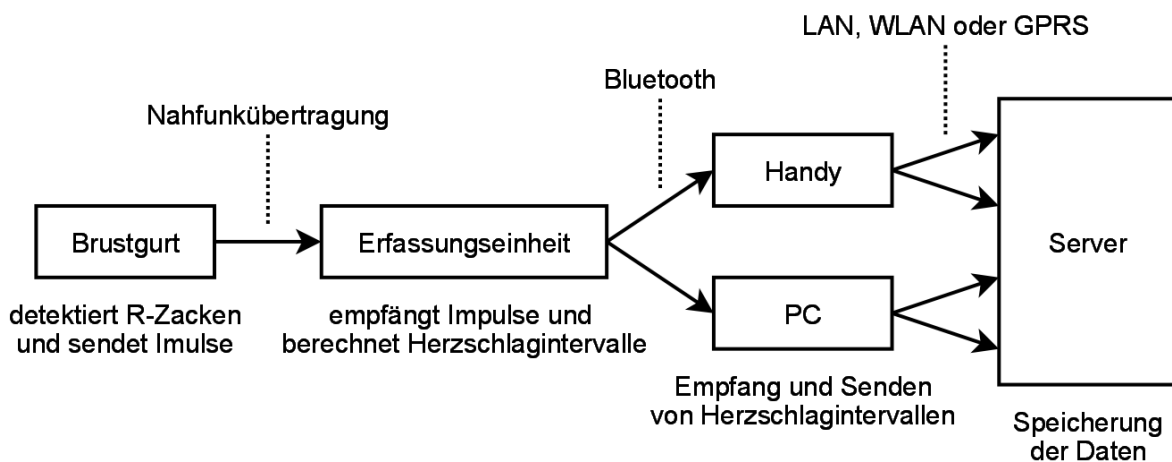 LAN, WLAN oder GPRS
Bluetooth
Nahfunkübertragung
Handy
Brustgurt
Erfassungseinheit
Server
PC
detektiert R-Zacken
und sendet Imulse
empfängt Impulse und
berechnet Herzschlagintervalle
Empfang und Senden
von Herzschlagintervallen
Speicherung
der Daten